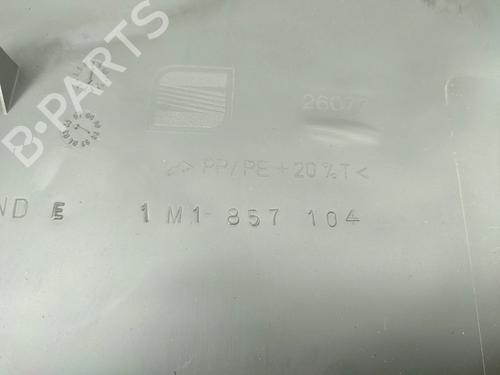 B-PARTS
26077
>PP/PE+20%T<
ND E 1M1 857 104